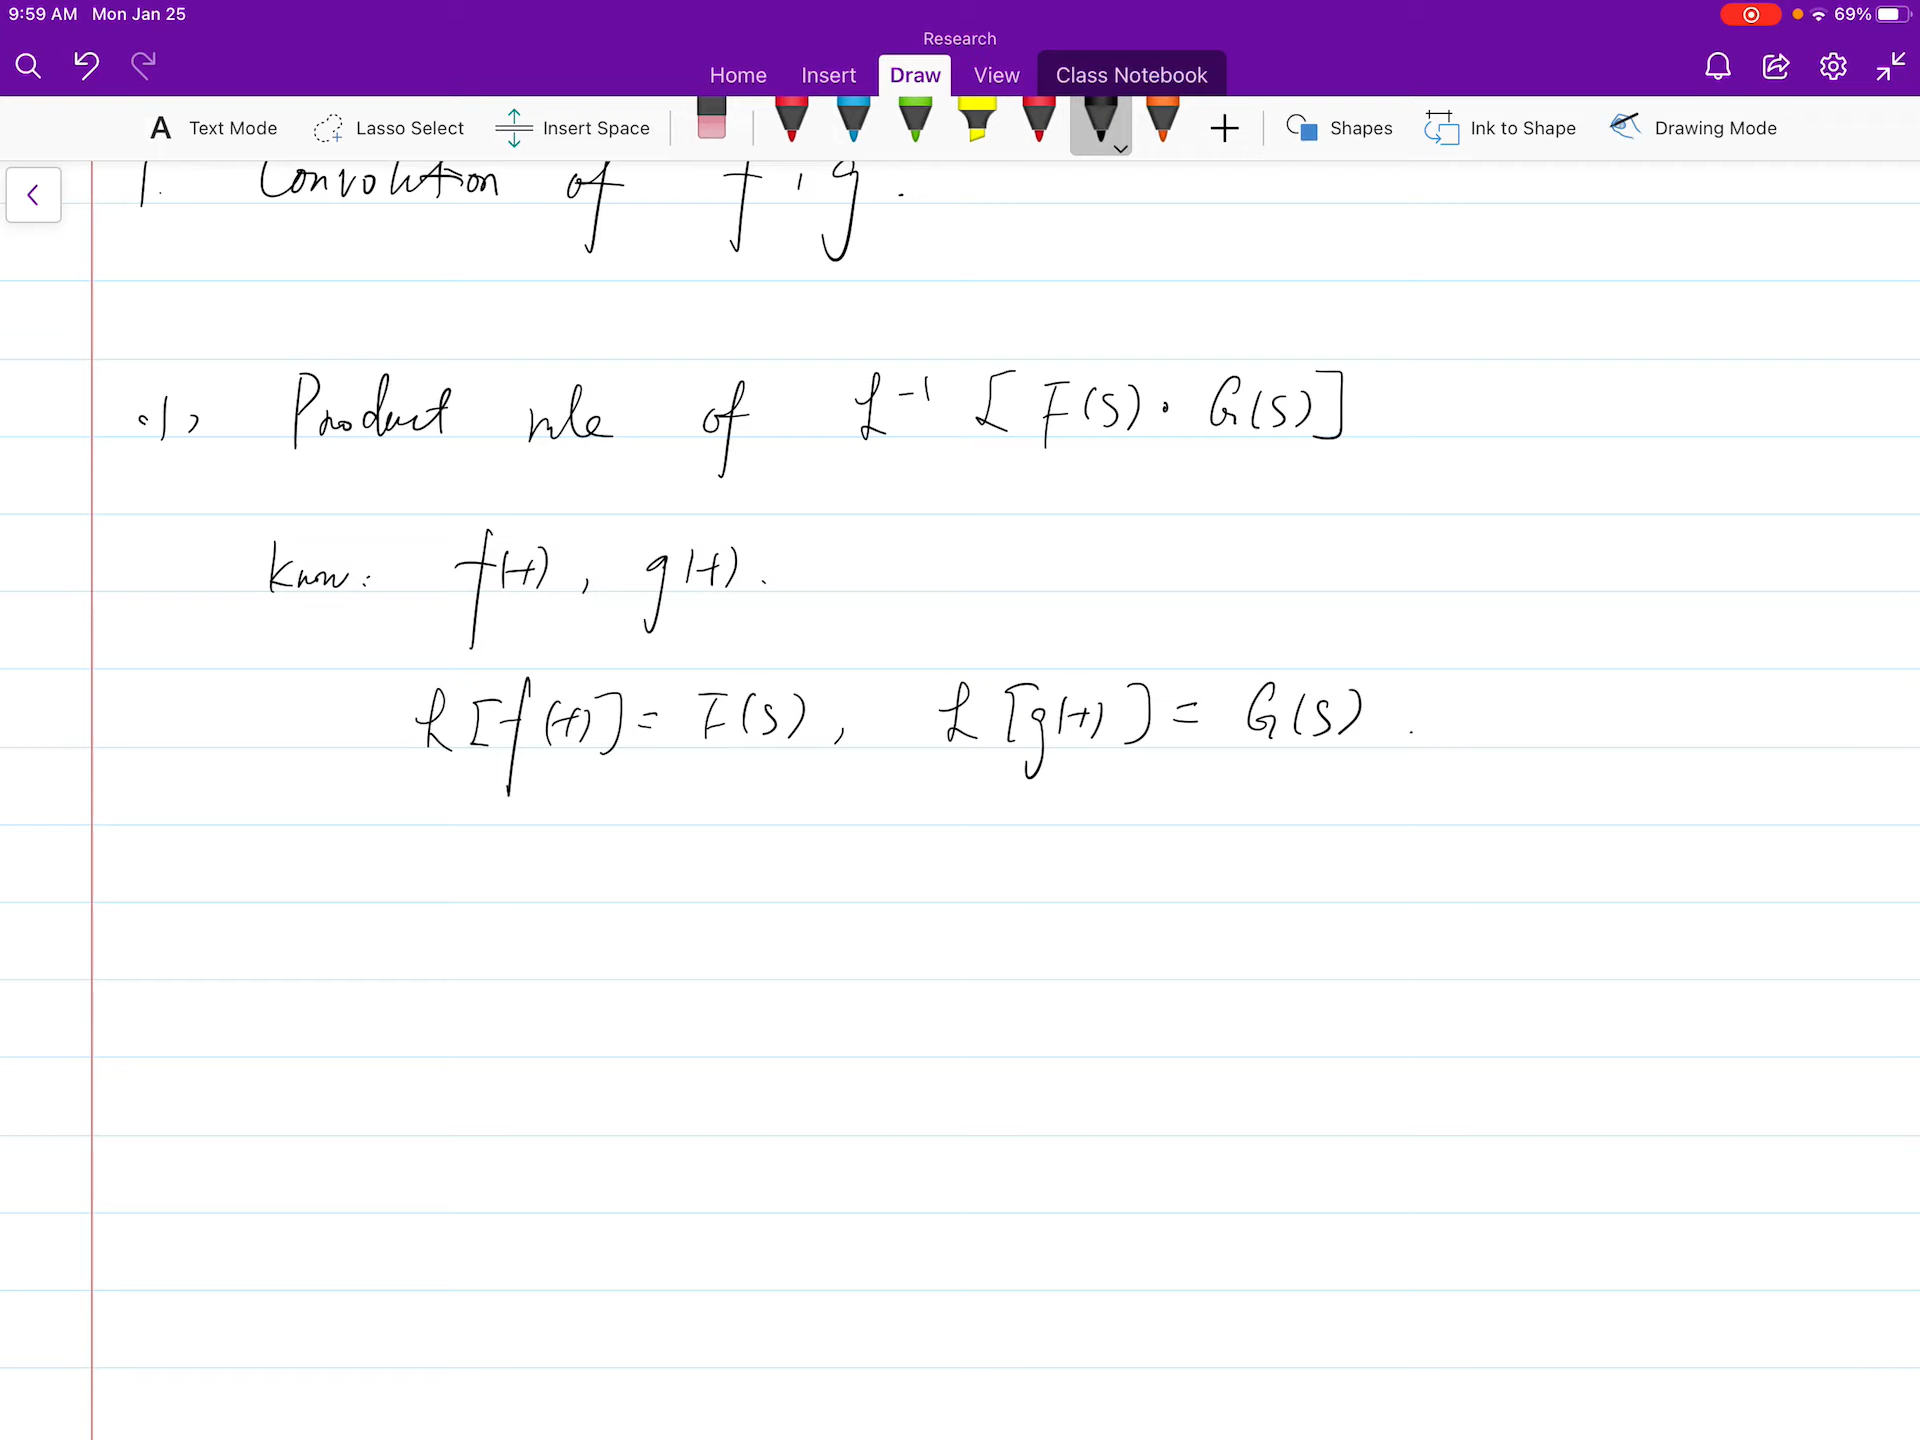 9:59 AM Mon Jan 25 69%
Research
Home Insert Draw View Class Notebook
A Text Mode Lasso Select Insert Space Shapes Ink to Shape Drawing Mode
1. Convolution of f, g.
<1> Product rule of ℒ⁻¹ [F(s) · G(s)]
Know: f(t), g(t).
ℒ[f(t)] = F(s), ℒ[g(t)] = G(s).